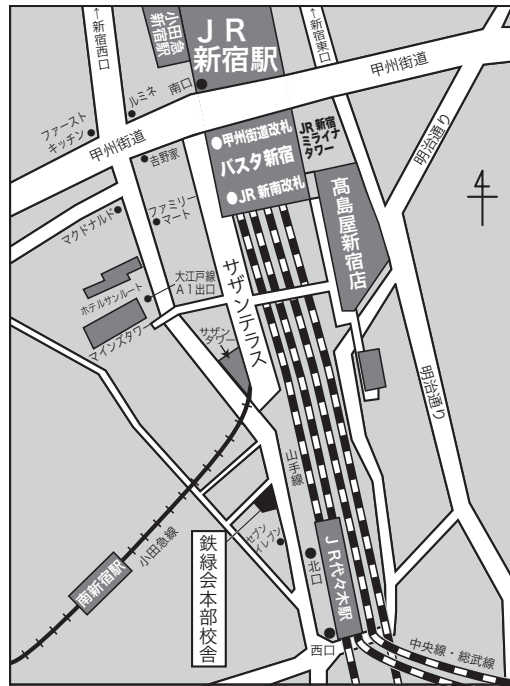 ↑新宿西口
小田急
新宿駅
JR
新宿駅
↑新宿東口
甲州街道
明治通り
ルミネ
南口
ファースト
キッチン
甲州街道
●甲州街道改札
バスタ新宿
●JR新南改札
JR新宿
ミライナ
タワー
吉野家
髙島屋新宿店
マクドナルド
ファミリー
マート
サザンテラス
大江戸線
A1出口
ホテルサンルート
マインズタワー
サザン
タワー
明治通り
山手線
小田急線
南新宿駅
セブン
イレブン
鉄緑会本部校舎
北口
JR代々木駅
西口
中央線・総武線